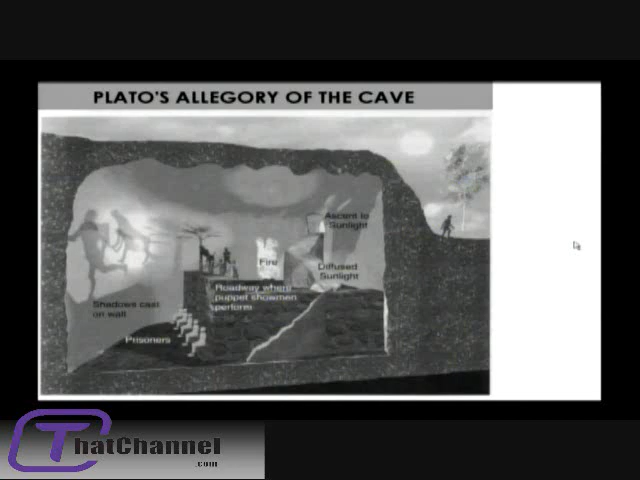 PLATO'S ALLEGORY OF THE CAVE
Ascent to
Sunlight
Fire
Diffused
Sunlight
Roadway where
puppet showmen
perform
Shadows cast
on wall
Prisoners
ThatChannel
.com